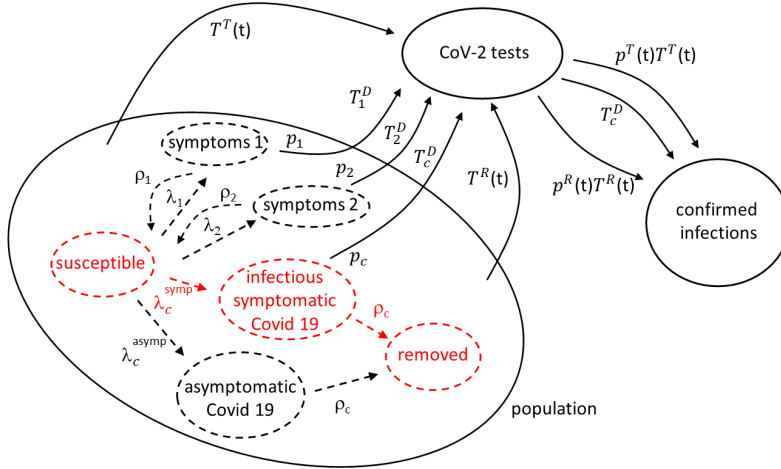 T^T(t)
CoV-2 tests
p^T(t)T^T(t)
T_1^D
T_2^D
T_c^D
T_c^D
symptoms 1
p_1
p_2
T^R(t)
p^R(t)T^R(t)
ρ_1
λ_1
ρ_2
λ_2
symptoms 2
confirmed
infections
susceptible
p_c
λ_c^symp
infectious
symptomatic
Covid 19
ρ_c
removed
λ_c^asymp
asymptomatic
Covid 19
ρ_c
population